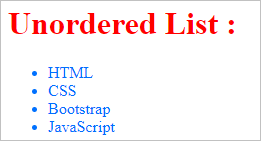 Unordered List :
• HTML
• CSS
• Bootstrap
• JavaScript